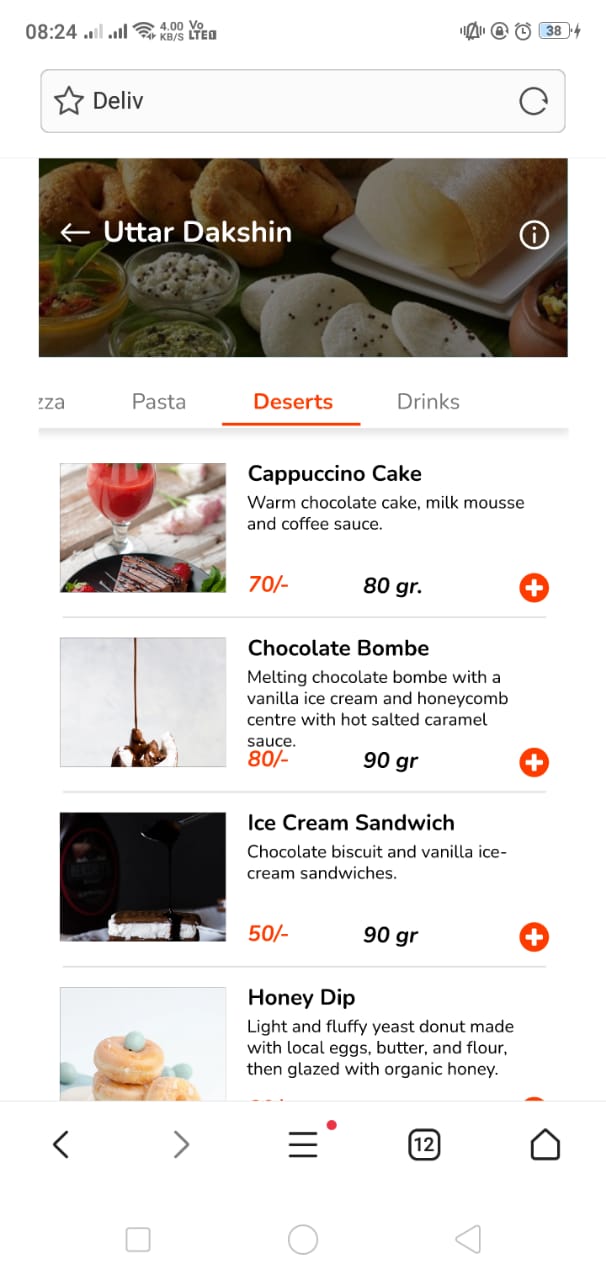 08:24 4.00 KB/S Vo LTE 38
Deliv
Uttar Dakshin
zza Pasta Deserts Drinks
Cappuccino Cake
Warm chocolate cake, milk mousse
and coffee sauce.
70/- 80 gr.
Chocolate Bombe
Melting chocolate bombe with a
vanilla ice cream and honeycomb
centre with hot salted caramel
sauce.
80/- 90 gr
Ice Cream Sandwich
Chocolate biscuit and vanilla ice-
cream sandwiches.
50/- 90 gr
Honey Dip
Light and fluffy yeast donut made
with local eggs, butter, and flour,
then glazed with organic honey.
12